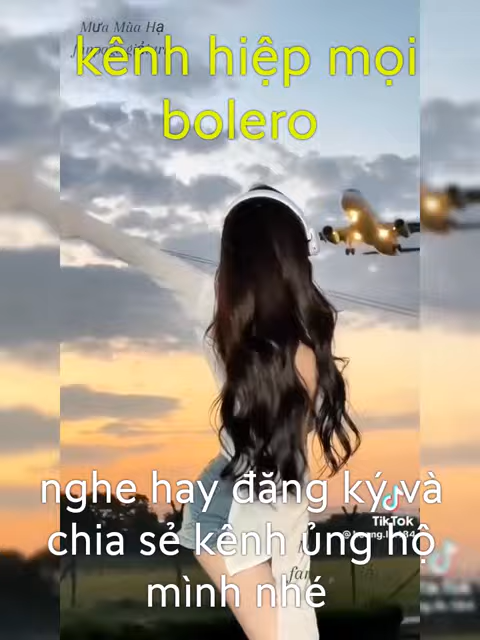 Mưa Mùa Hạ
kênh hiệp mọi
bolero
nghe hay đăng ký và
chia sẻ kênh ủng hộ
mình nhé
TikTok